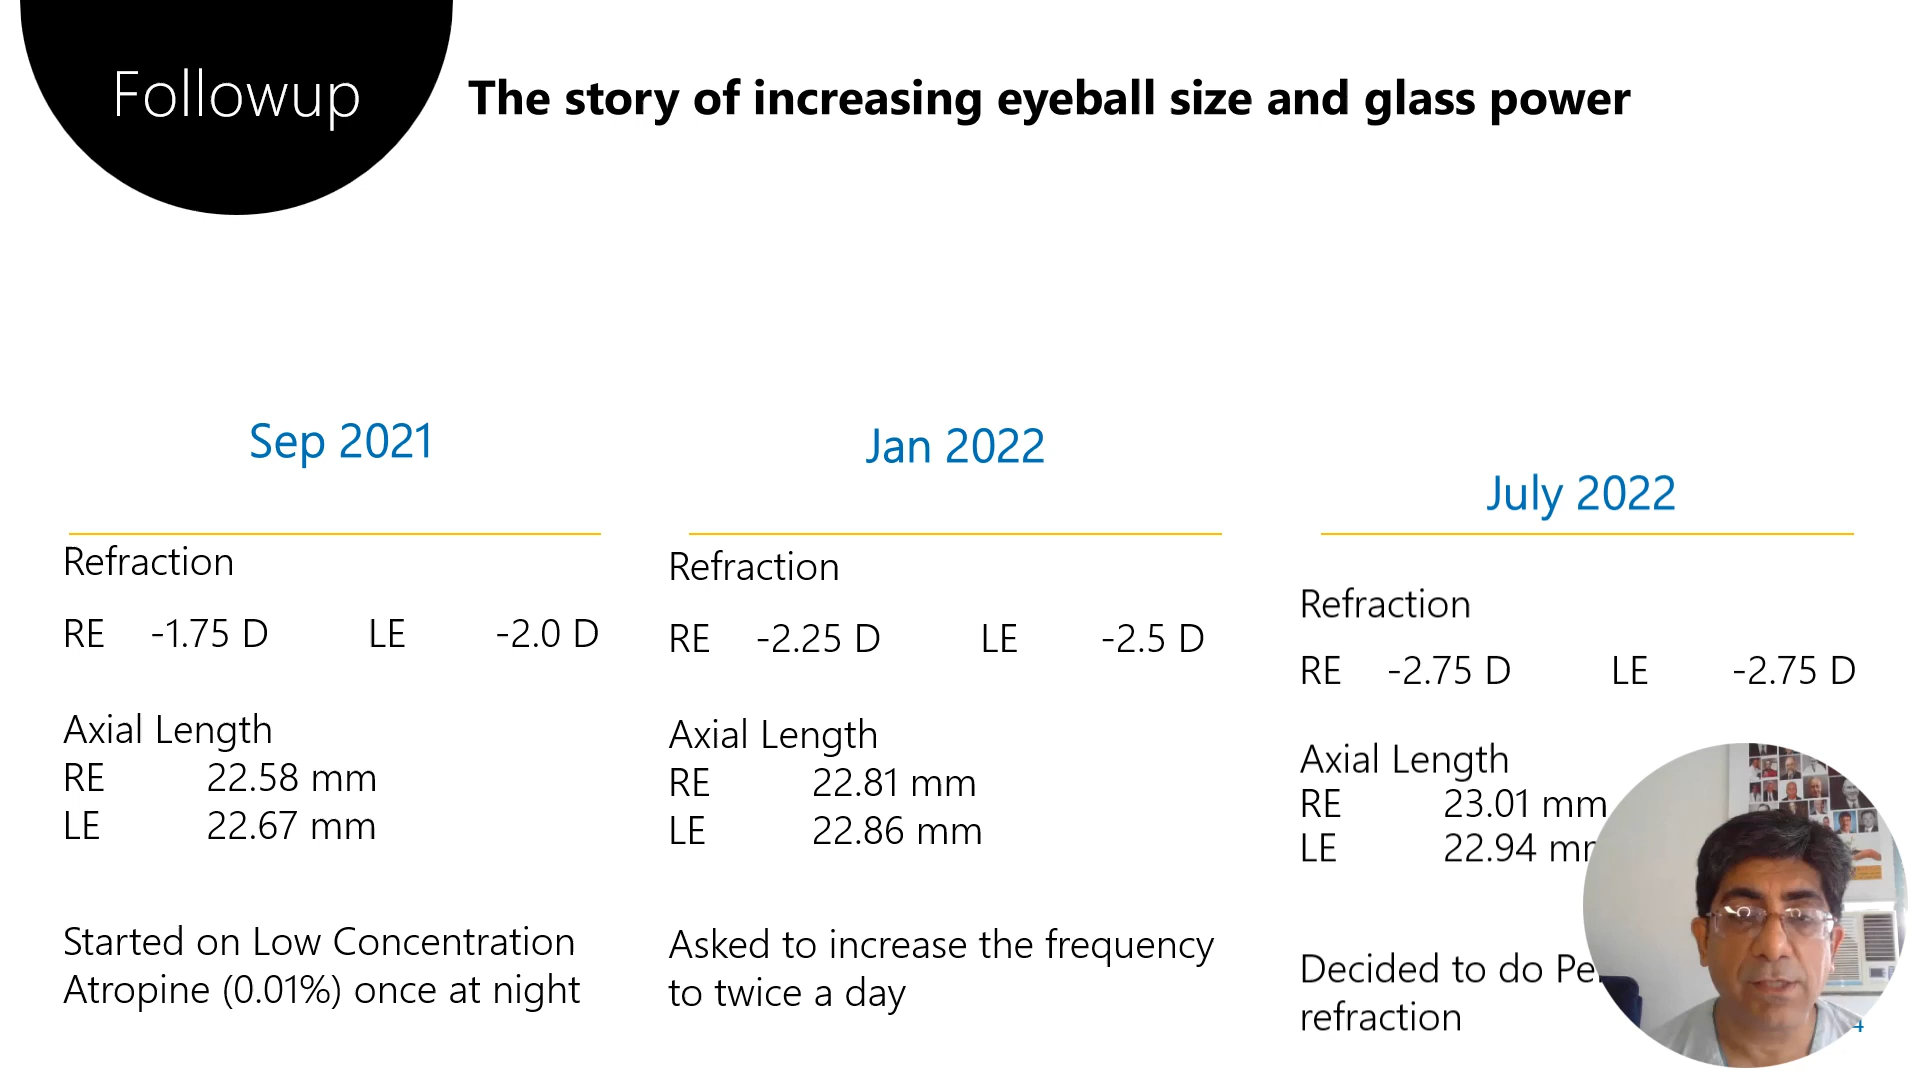 Followup
The story of increasing eyeball size and glass power
Sep 2021
Refraction
RE -1.75 D LE -2.0 D
Axial Length
RE 22.58 mm
LE 22.67 mm
Started on Low Concentration
Atropine (0.01%) once at night
Jan 2022
Refraction
RE -2.25 D LE -2.5 D
Axial Length
RE 22.81 mm
LE 22.86 mm
Asked to increase the frequency
to twice a day
July 2022
Refraction
RE -2.75 D LE -2.75 D
Axial Length
RE 23.01 mm
LE 22.94
Decided to do
refraction
4